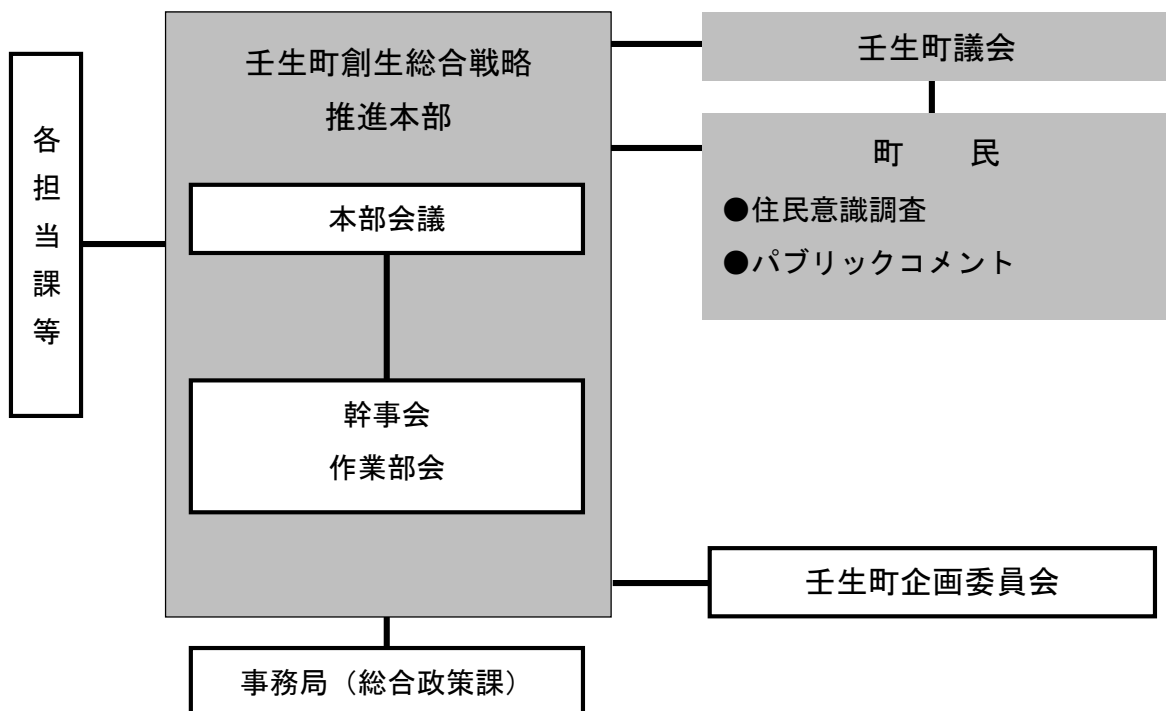 各担当課等
壬生町創生総合戦略
推進本部
本部会議
幹事会
作業部会
事務局（総合政策課）
壬生町議会
町　　民
●住民意識調査
●パブリックコメント
壬生町企画委員会